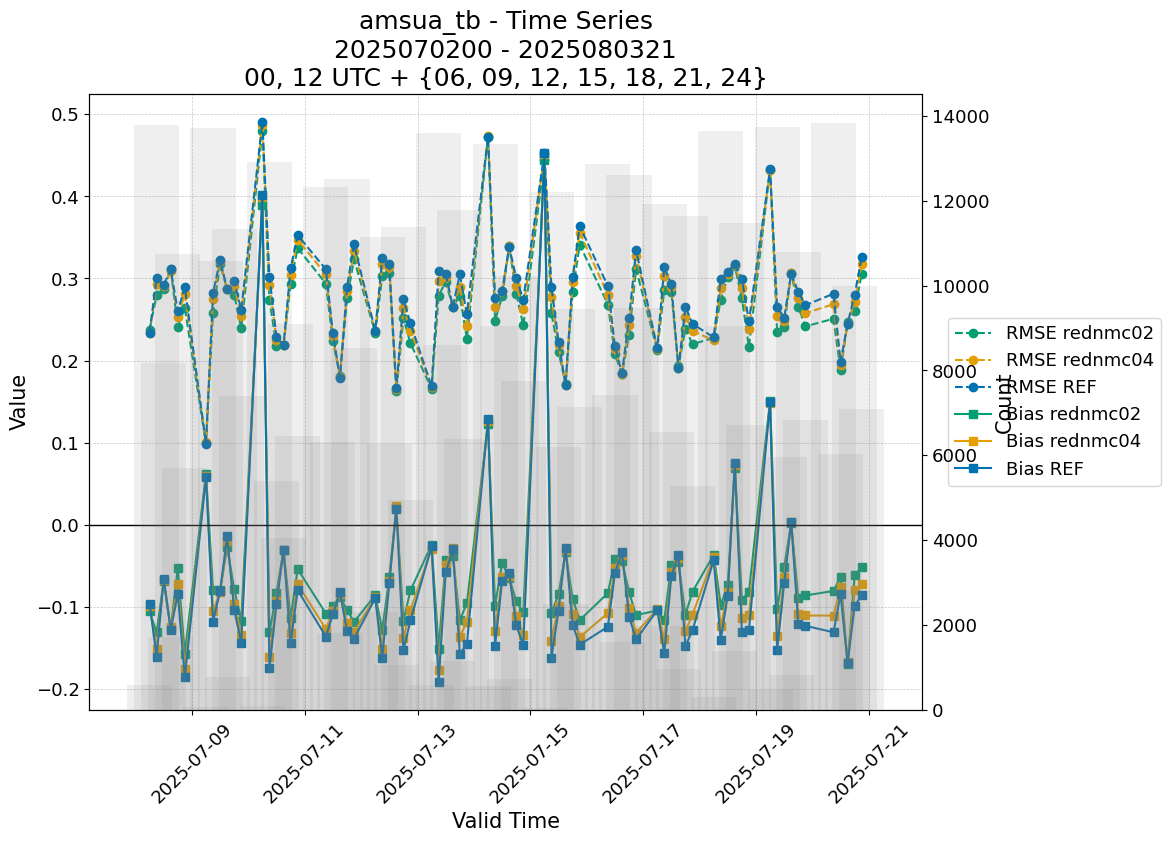 amsua_tb - Time Series
2025070200 - 2025080321
00, 12 UTC + {06, 09, 12, 15, 18, 21, 24}
Value
0.5
0.4
0.3
0.2
0.1
0.0
−0.1
−0.2
14000
12000
10000
8000
6000
4000
2000
0
Count
RMSE rednmc02
RMSE rednmc04
RMSE REF
Bias rednmc02
Bias rednmc04
Bias REF
2025-07-09
2025-07-11
2025-07-13
2025-07-15
2025-07-17
2025-07-19
2025-07-21
Valid Time